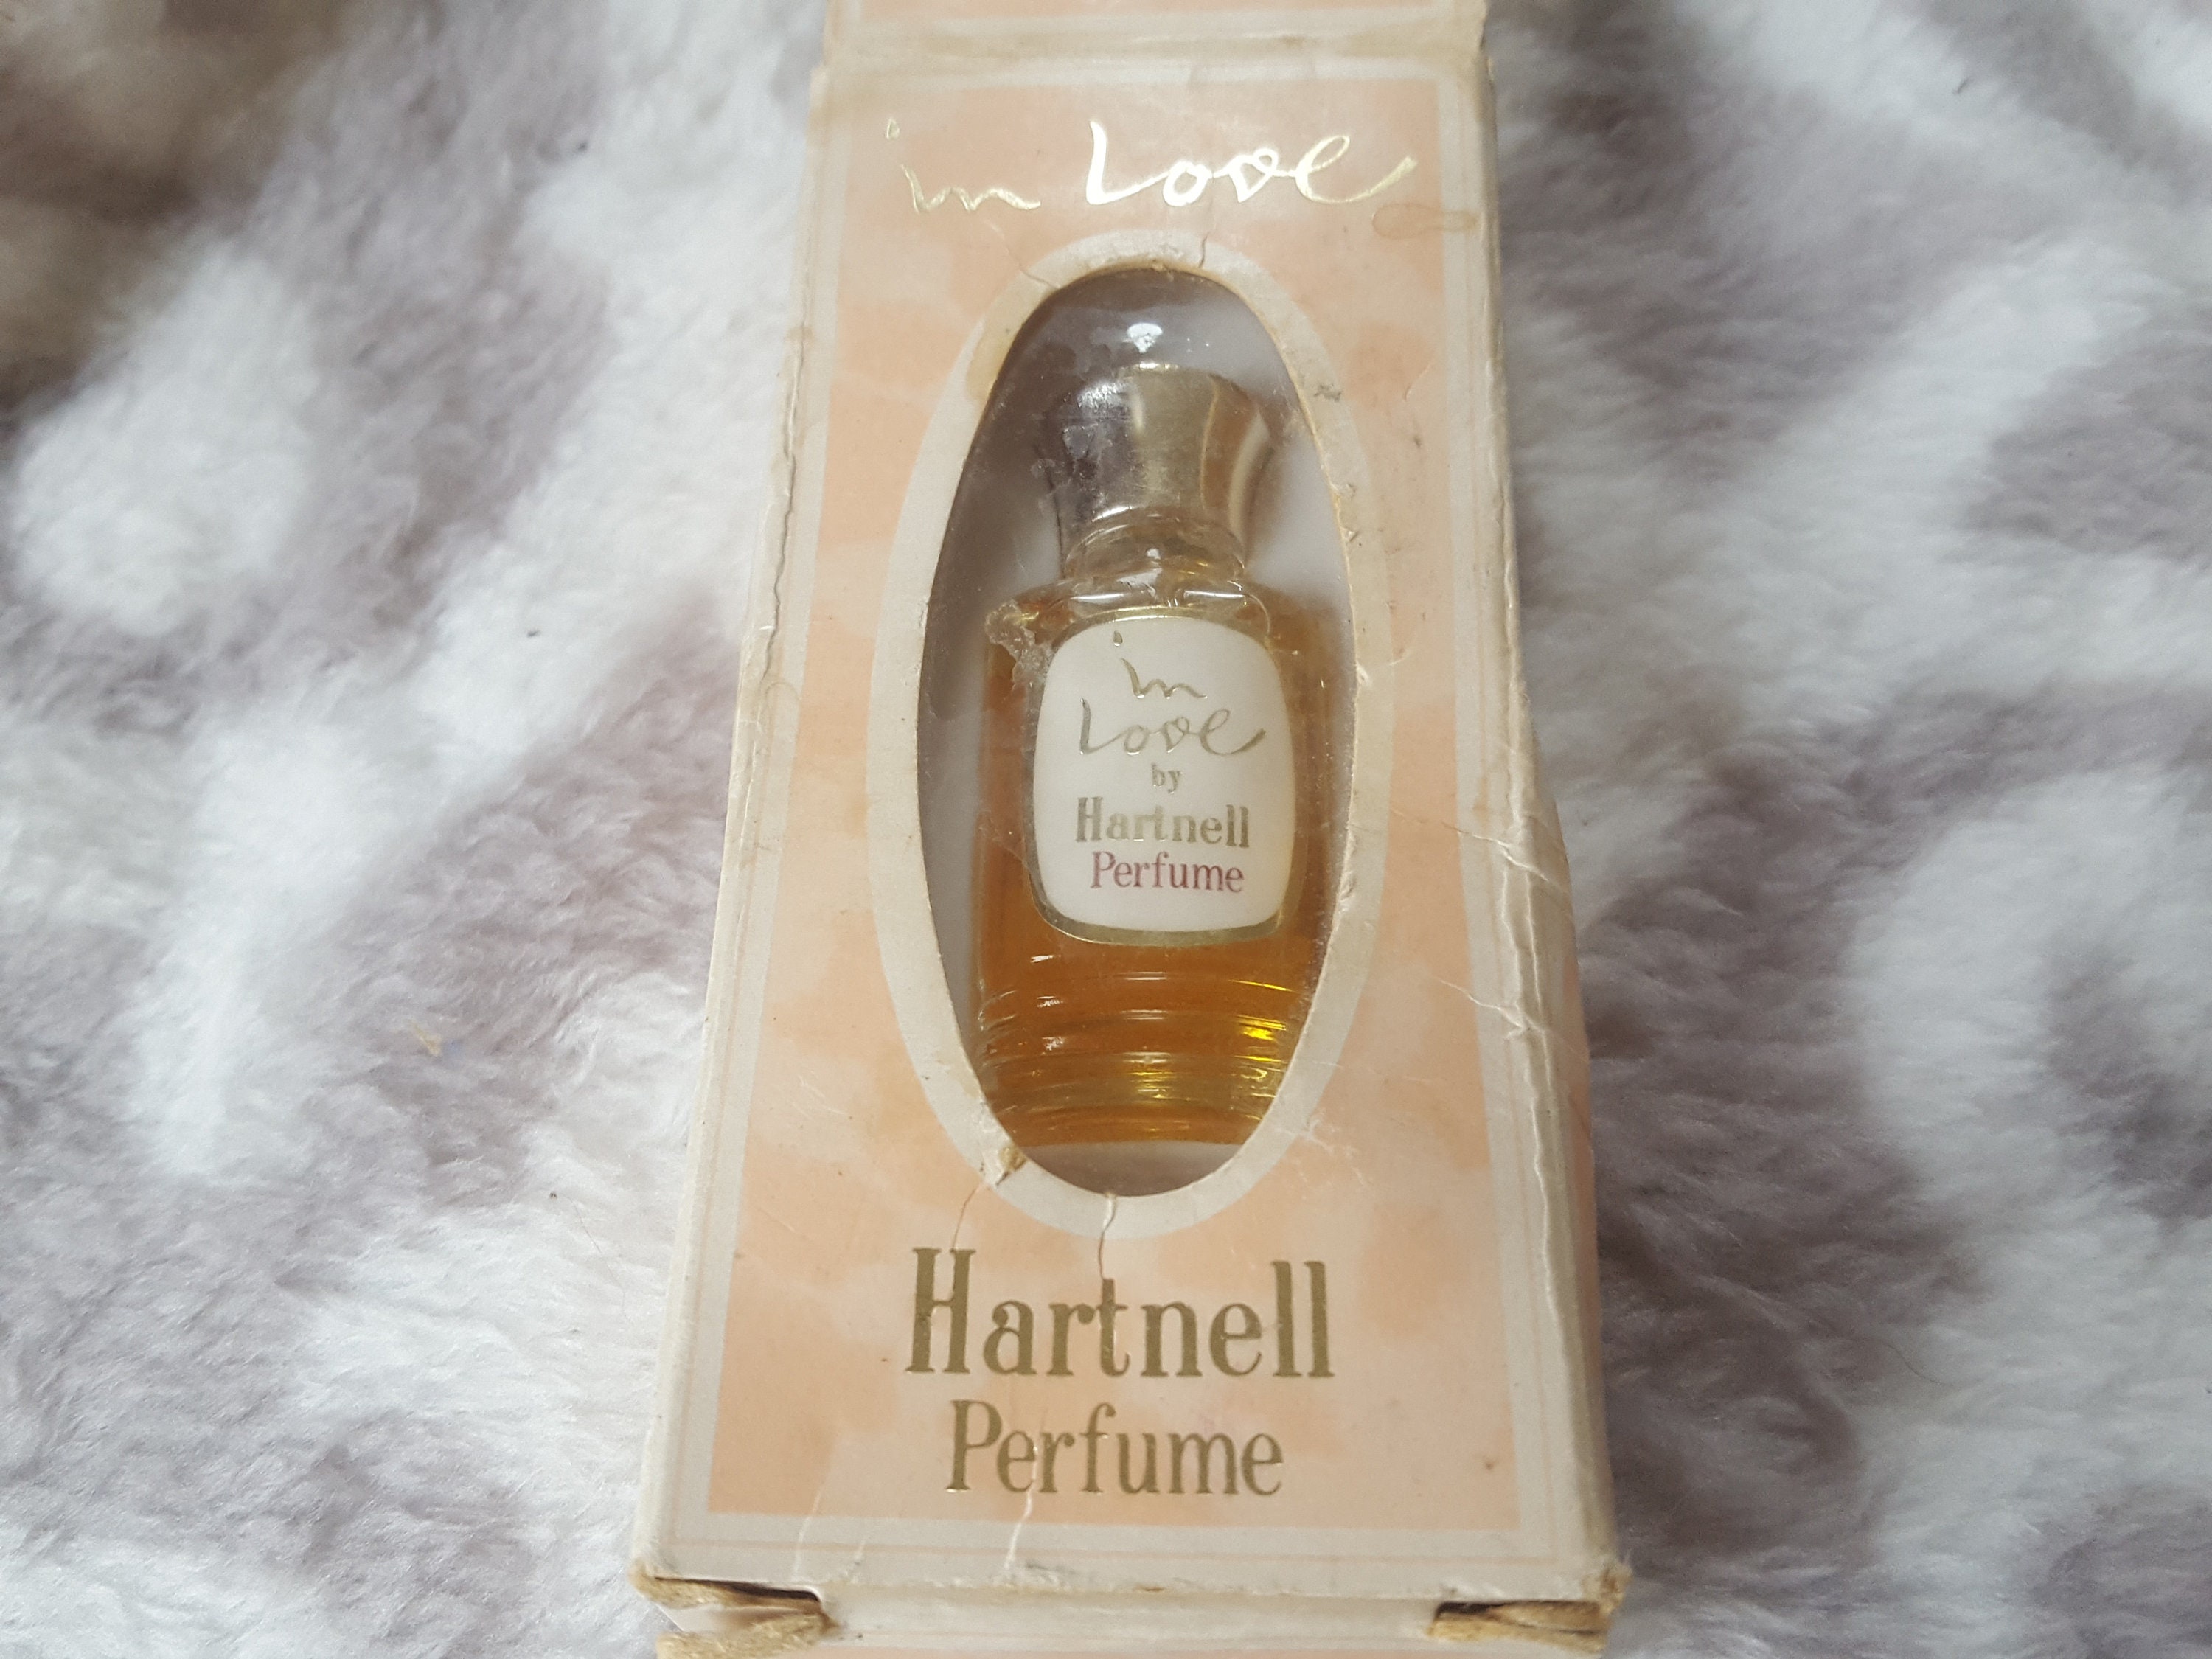 in Love
in
Love
by
Hartnell
Perfume
Hartnell
Perfume